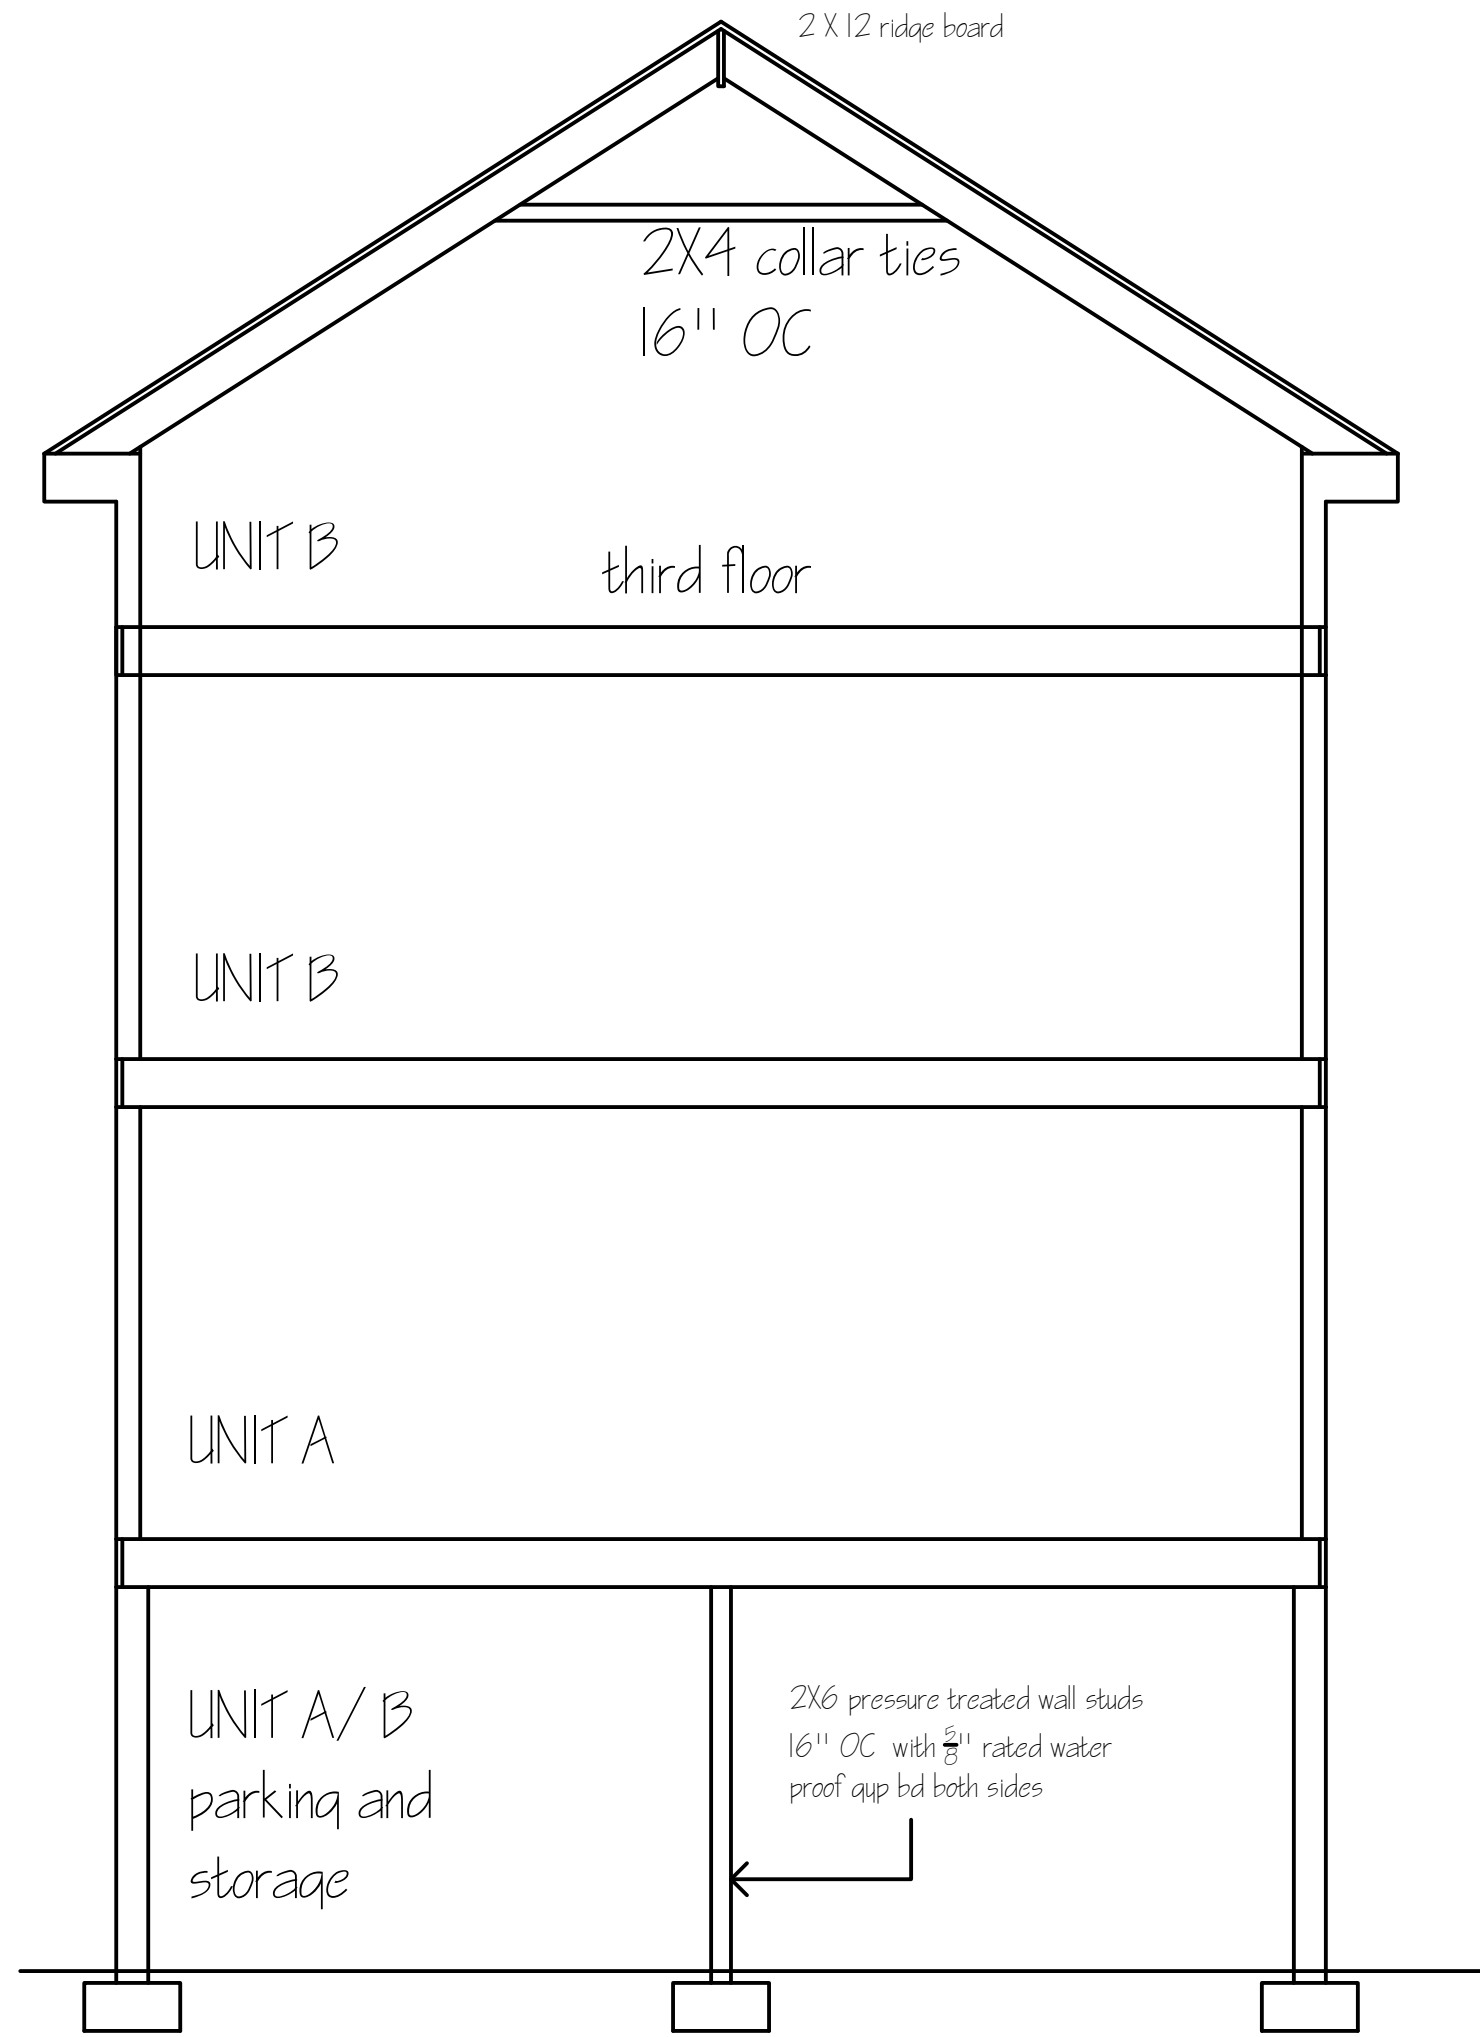 2 X 12 ridge board
2X4 collar ties
16" OC
UNIT B
third floor
UNIT B
UNIT A
UNIT A/ B
parking and
storage
2X6 pressure treated wall studs
16" OC with 5/8" rated water
proof gyp bd both sides